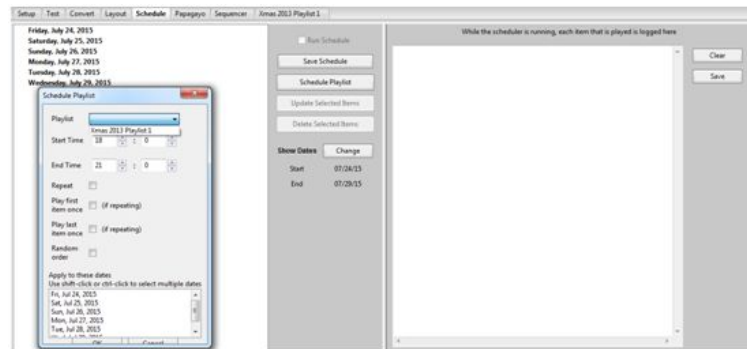 Setup Test Convert Layout Schedule Papagayo Sequencer Xmas 2013 Playlist 1
Friday, July 24, 2015
Saturday, July 25, 2015
Sunday, July 26, 2015
Monday, July 27, 2015
Tuesday, July 28, 2015
Wednesday, July 29, 2015
Schedule Playlist
Playlist
Xmas 2013 Playlist 1
Start Time 18 : 0
End Time 21 : 0
Repeat
Play first
item once (if repeating)
Play last
item once (if repeating)
Random
order
Apply to these dates
Use shift-click or ctrl-click to select multiple dates
Fri, Jul 24, 2015
Sat, Jul 25, 2015
Sun, Jul 26, 2015
Mon, Jul 27, 2015
Tue, Jul 28, 2015
OK Cancel
Run Schedule
Save Schedule
Schedule Playlist
Update Selected Items
Delete Selected Items
Show Dates Change
Start 07/24/15
End 07/29/15
While the scheduler is running, each item that is played is logged here
Clear
Save